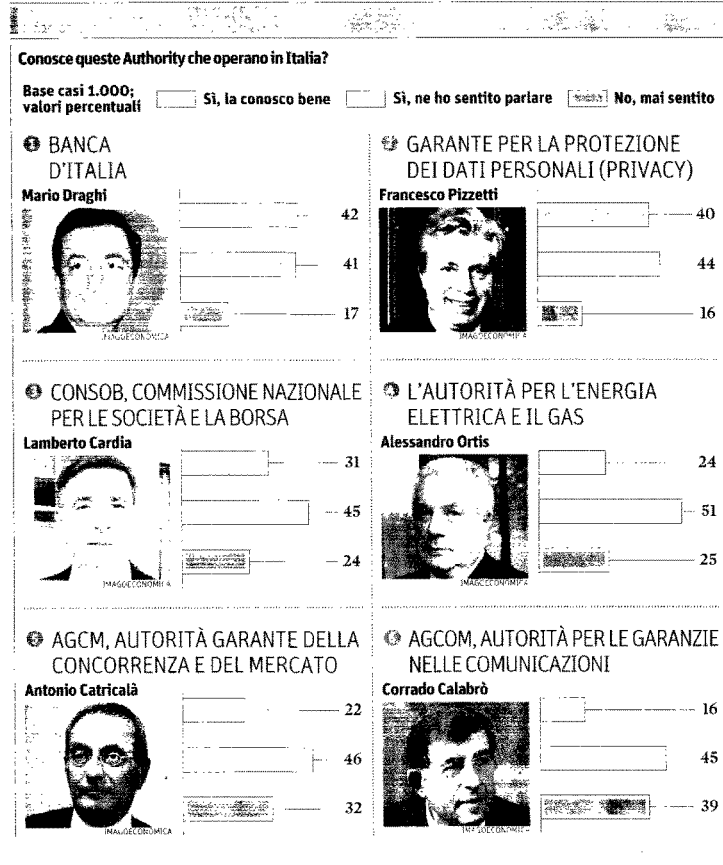 Conosce queste Authority che operano in Italia?
Base casi 1.000;
valori percentuali
Sì, la conosco bene
Sì, ne ho sentito parlare
No, mai sentito
1 BANCA
D'ITALIA
Mario Draghi
42
41
17
IMAGOECONOMICA
2 GARANTE PER LA PROTEZIONE
DEI DATI PERSONALI (PRIVACY)
Francesco Pizzetti
40
44
16
IMAGOECONOMICA
3 CONSOB, COMMISSIONE NAZIONALE
PER LE SOCIETÀ E LA BORSA
Lamberto Cardia
31
45
24
IMAGOECONOMICA
4 L'AUTORITÀ PER L'ENERGIA
ELETTRICA E IL GAS
Alessandro Ortis
24
51
25
IMAGOECONOMICA
AGCM, AUTORITÀ GARANTE DELLA
CONCORRENZA E DEL MERCATO
Antonio Catricalà
22
46
32
IMAGOECONOMICA
AGCOM, AUTORITÀ PER LE GARANZIE
NELLE COMUNICAZIONI
Corrado Calabrò
16
45
39
IMAGOECONOMICA